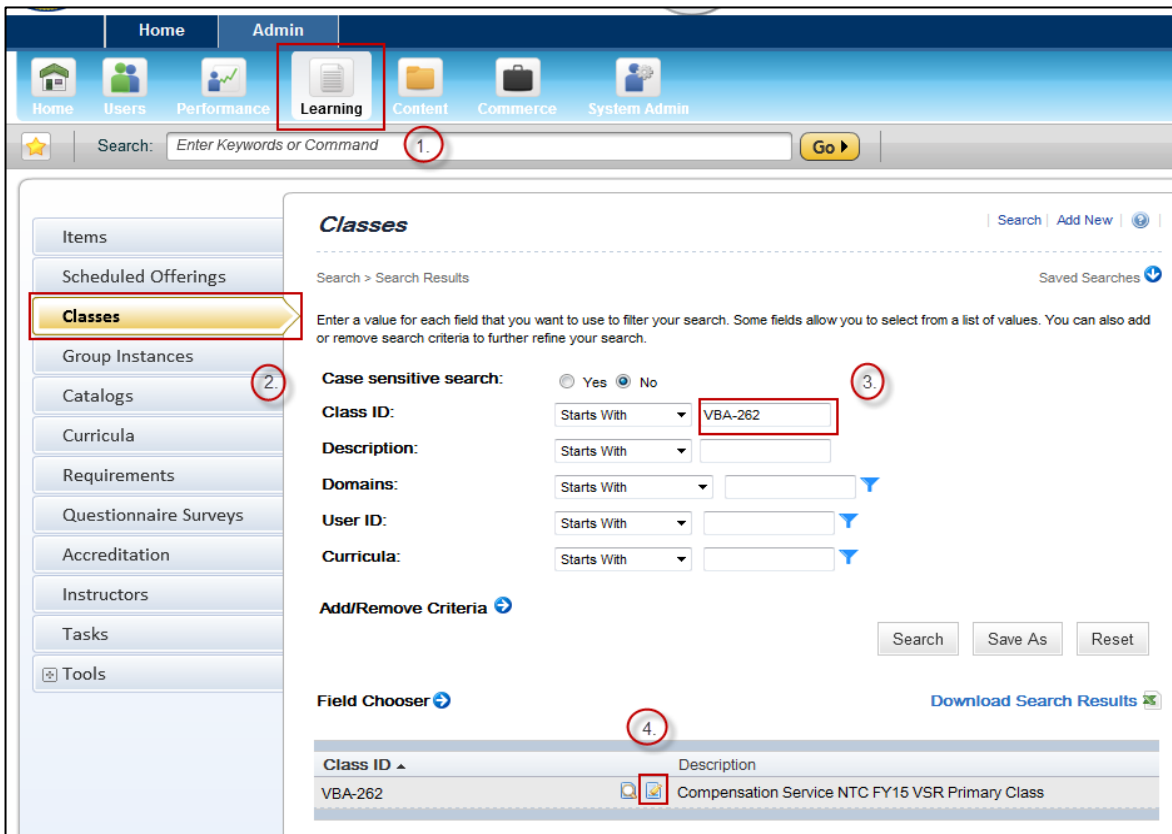 Home Admin
Home Users Performance Learning Content Commerce System Admin
Search: Enter Keywords or Command 1. Go
Items
Scheduled Offerings
Classes
Group Instances
2.
Catalogs
Curricula
Requirements
Questionnaire Surveys
Accreditation
Instructors
Tasks
Tools
Classes
Search | Add New
Search > Search Results
Saved Searches
Enter a value for each field that you want to use to filter your search. Some fields allow you to select from a list of values. You can also add
or remove search criteria to further refine your search.
Case sensitive search: Yes No 3.
Class ID: Starts With VBA-262
Description: Starts With
Domains: Starts With
User ID: Starts With
Curricula: Starts With
Add/Remove Criteria
Search Save As Reset
Field Chooser
Download Search Results
4.
Class ID Description
VBA-262 Compensation Service NTC FY15 VSR Primary Class